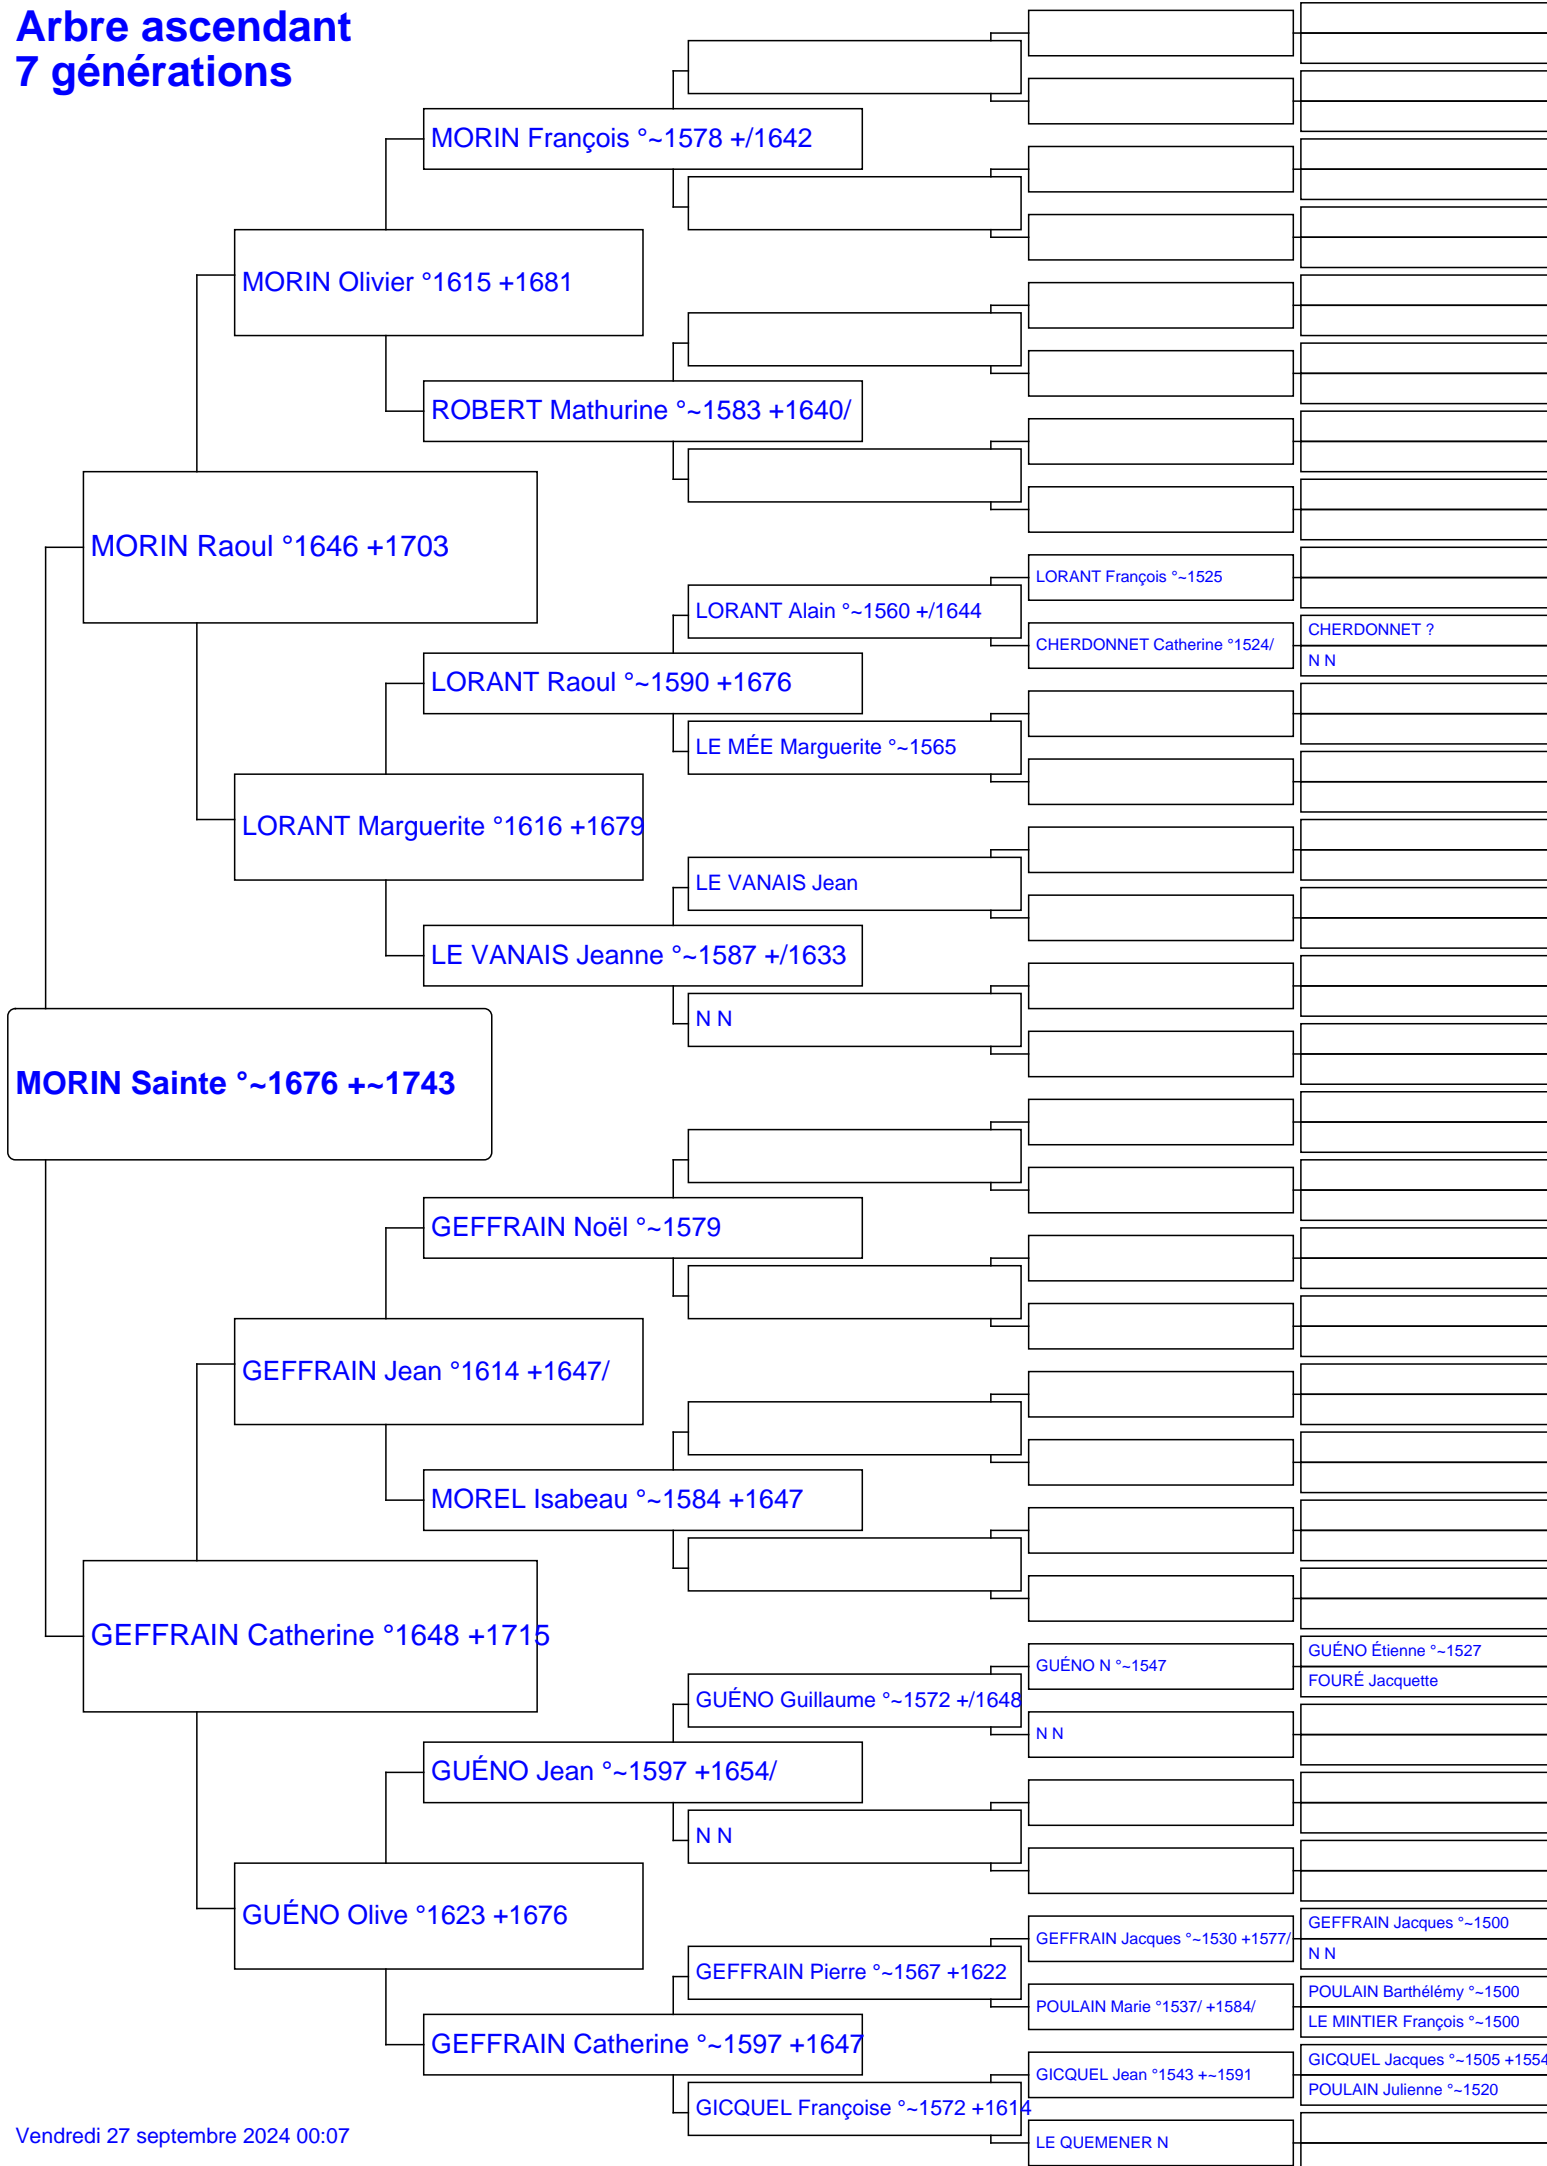 Arbre ascendant
7 générations
MORIN François °~1578 +/1642
MORIN Olivier °1615 +1681
ROBERT Mathurine °~1583 +1640/
MORIN Raoul °1646 +1703
LORANT François °~1525
LORANT Alain °~1560 +/1644
CHERDONNET ?
CHERDONNET Catherine °1524/
N N
LORANT Raoul °~1590 +1676
LE MÉE Marguerite °~1565
LORANT Marguerite °1616 +1679
LE VANAIS Jean
LE VANAIS Jeanne °~1587 +/1633
N N
MORIN Sainte °~1676 +~1743
GEFFRAIN Noël °~1579
GEFFRAIN Jean °1614 +1647/
MOREL Isabeau °~1584 +1647
GEFFRAIN Catherine °1648 +1715
GUÉNO Étienne °~1527
GUÉNO N °~1547
FOURÉ Jacquette
GUÉNO Guillaume °~1572 +/1648
N N
GUÉNO Jean °~1597 +1654/
N N
GUÉNO Olive °1623 +1676
GEFFRAIN Jacques °~1500
GEFFRAIN Jacques °~1530 +1577/
N N
GEFFRAIN Pierre °~1567 +1622
POULAIN Barthélémy °~1500
POULAIN Marie °1537/ +1584/
LE MINTIER François °~1500
GEFFRAIN Catherine °~1597 +1647
GICQUEL Jacques °~1505 +1554
GICQUEL Jean °1543 +~1591
POULAIN Julienne °~1520
GICQUEL Françoise °~1572 +1614
LE QUEMENER N
Vendredi 27 septembre 2024 00:07